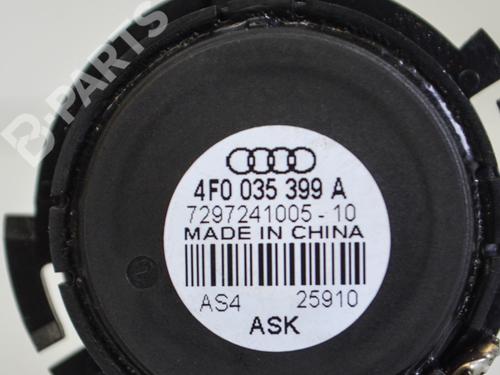 B-PARTS
4F0 035 399 A
7297241005-10
MADE IN CHINA
AS4 25910
ASK